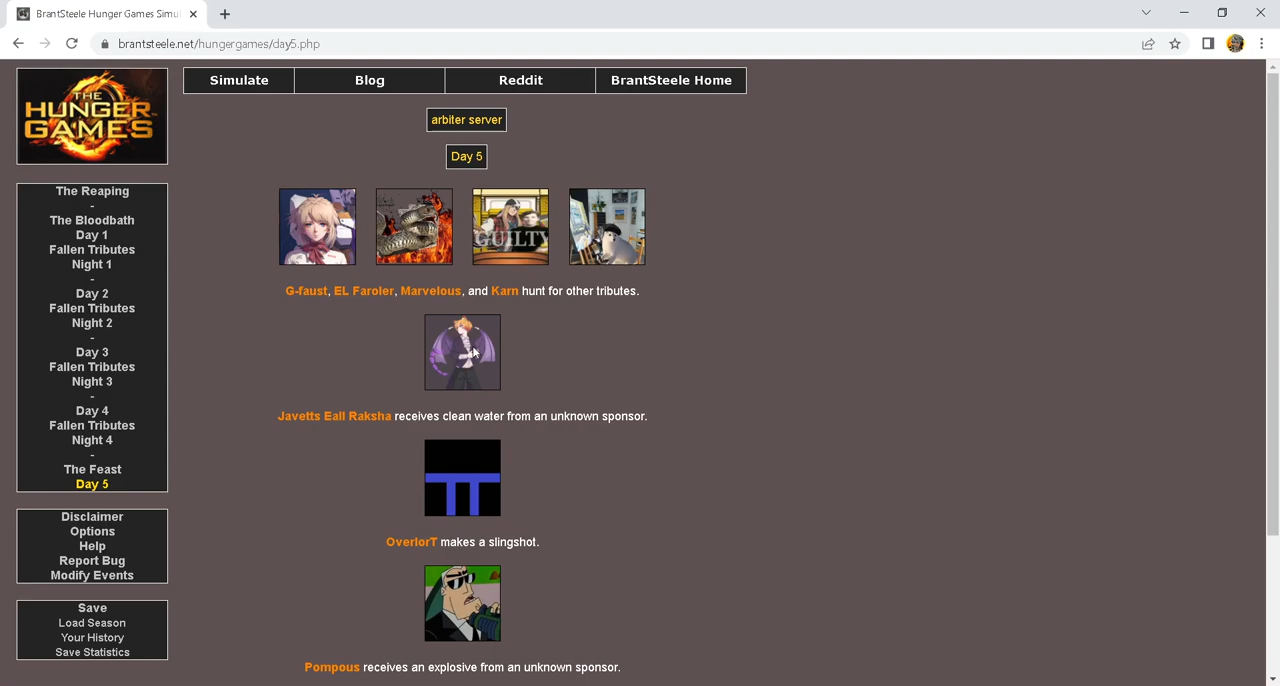 BrantSteele Hunger Games Simu
brantsteele.net/hungergames/day5.php
THE
HUNGER
GAMES
Simulate
Blog
Reddit
BrantSteele Home
arbiter server
Day 5
The Reaping
-
The Bloodbath
Day 1
Fallen Tributes
Night 1
-
Day 2
Fallen Tributes
Night 2
-
Day 3
Fallen Tributes
Night 3
-
Day 4
Fallen Tributes
Night 4
-
The Feast
Day 5
Disclaimer
Options
Help
Report Bug
Modify Events
Save
Load Season
Your History
Save Statistics
GUILTY
G-faust, EL Faroler, Marvelous, and Karn hunt for other tributes.
Javetts Eall Raksha receives clean water from an unknown sponsor.
OverlorT makes a slingshot.
Pompous receives an explosive from an unknown sponsor.